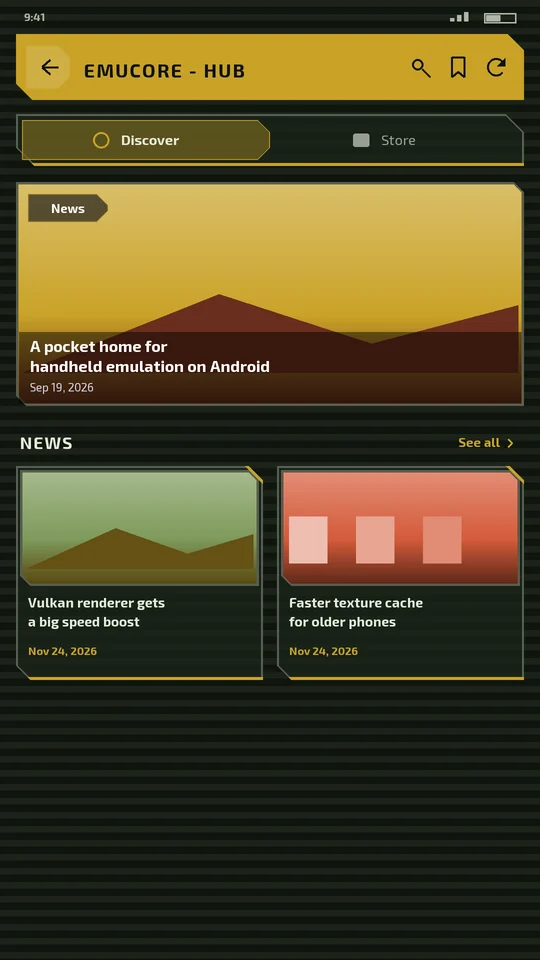 9:41
EMUCORE - HUB
Discover
Store
News
A pocket home for
handheld emulation on Android
Sep 19, 2026
NEWS
See all
Vulkan renderer gets
a big speed boost
Nov 24, 2026
Faster texture cache
for older phones
Nov 24, 2026